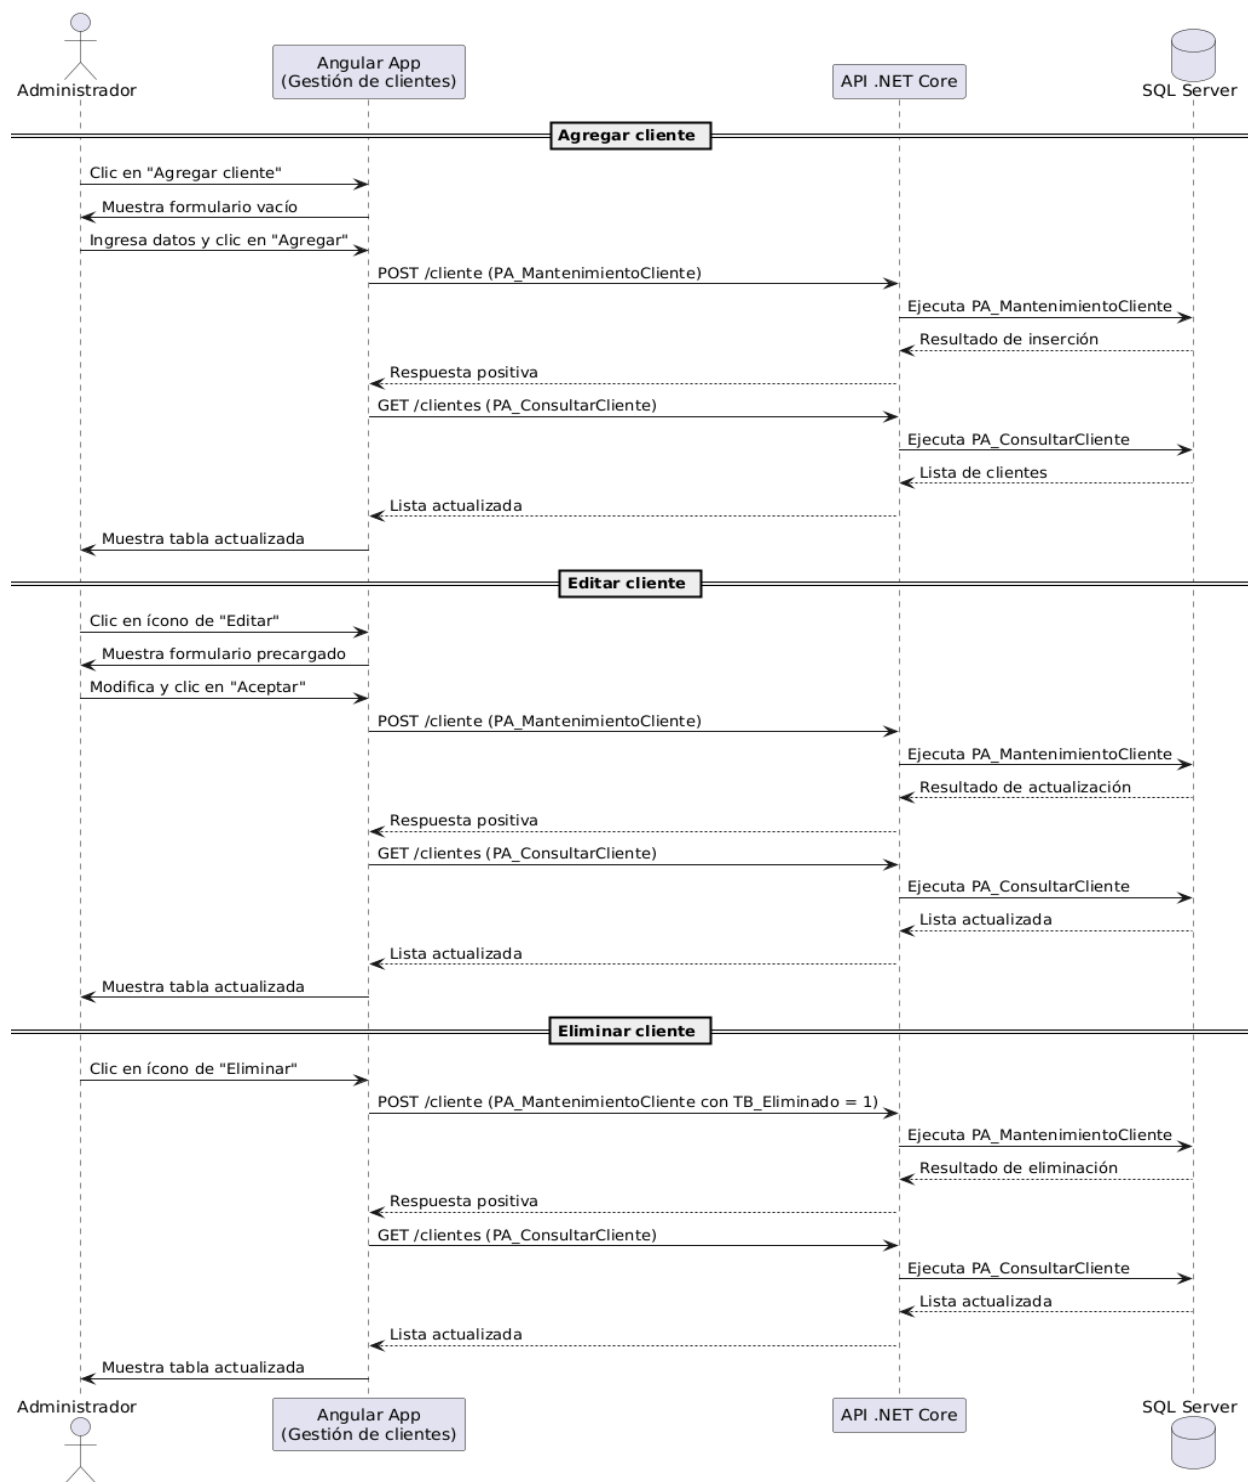 Administrador
Angular App
(Gestión de clientes)
API .NET Core
SQL Server
Agregar cliente
Clic en "Agregar cliente"
Muestra formulario vacío
Ingresa datos y clic en "Agregar"
POST /cliente (PA_MantenimientoCliente)
Ejecuta PA_MantenimientoCliente
Resultado de inserción
Respuesta positiva
GET /clientes (PA_ConsultarCliente)
Ejecuta PA_ConsultarCliente
Lista de clientes
Lista actualizada
Muestra tabla actualizada
Editar cliente
Clic en ícono de "Editar"
Muestra formulario precargado
Modifica y clic en "Aceptar"
POST /cliente (PA_MantenimientoCliente)
Ejecuta PA_MantenimientoCliente
Resultado de actualización
Respuesta positiva
GET /clientes (PA_ConsultarCliente)
Ejecuta PA_ConsultarCliente
Lista actualizada
Lista actualizada
Muestra tabla actualizada
Eliminar cliente
Clic en ícono de "Eliminar"
POST /cliente (PA_MantenimientoCliente con TB_Eliminado = 1)
Ejecuta PA_MantenimientoCliente
Resultado de eliminación
Respuesta positiva
GET /clientes (PA_ConsultarCliente)
Ejecuta PA_ConsultarCliente
Lista actualizada
Lista actualizada
Muestra tabla actualizada
Administrador
Angular App
(Gestión de clientes)
API .NET Core
SQL Server